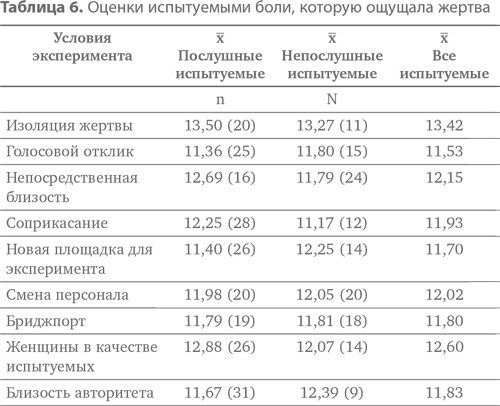 Таблица 6. Оценки испытуемыми боли, которую ощущала жертва
Условия эксперимента x̅ Послушные испытуемые x̅ Непослушные испытуемые x̅ Все испытуемые
n N
Изоляция жертвы 13,50 (20) 13,27 (11) 13,42
Голосовой отклик 11,36 (25) 11,80 (15) 11,53
Непосредственная близость 12,69 (16) 11,79 (24) 12,15
Соприкасание 12,25 (28) 11,17 (12) 11,93
Новая площадка для эксперимента 11,40 (26) 12,25 (14) 11,70
Смена персонала 11,98 (20) 12,05 (20) 12,02
Бриджпорт 11,79 (19) 11,81 (18) 11,80
Женщины в качестве испытуемых 12,88 (26) 12,07 (14) 12,60
Близость авторитета 11,67 (31) 12,39 (9) 11,83